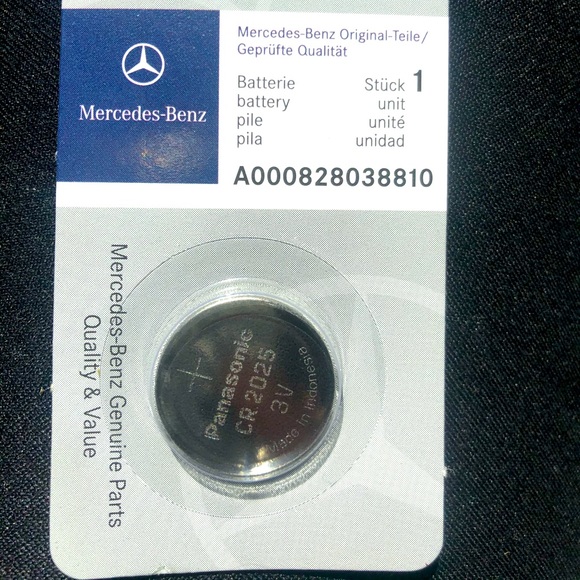 Mercedes-Benz
Mercedes-Benz Original-Teile/
Geprüfte Qualität
Batterie Stück 1
battery unit
pile unité
pila unidad
A000828038810
Mercedes-Benz Genuine Parts
Quality & Value
+
Panasonic
CR 2025
3V
Made in Indonesia